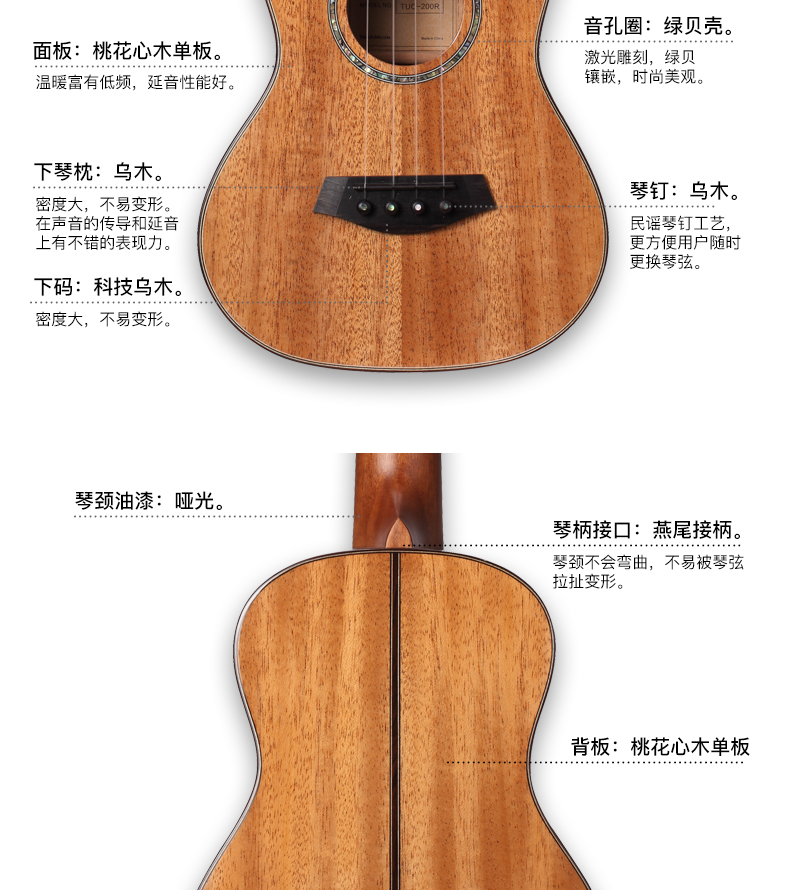 TUC-200R
音孔圈：绿贝壳。
激光雕刻，绿贝
镶嵌，时尚美观。
面板：桃花心木单板。
温暖富有低频，延音性能好。
下琴枕：乌木。
密度大，不易变形。
在声音的传导和延音
上有不错的表现力。
琴钉：乌木。
民谣琴钉工艺，
更方便用户随时
更换琴弦。
下码：科技乌木。
密度大，不易变形。
琴颈油漆：哑光。
琴柄接口：燕尾接柄。
琴颈不会弯曲，不易被琴弦
拉扯变形。
背板：桃花心木单板